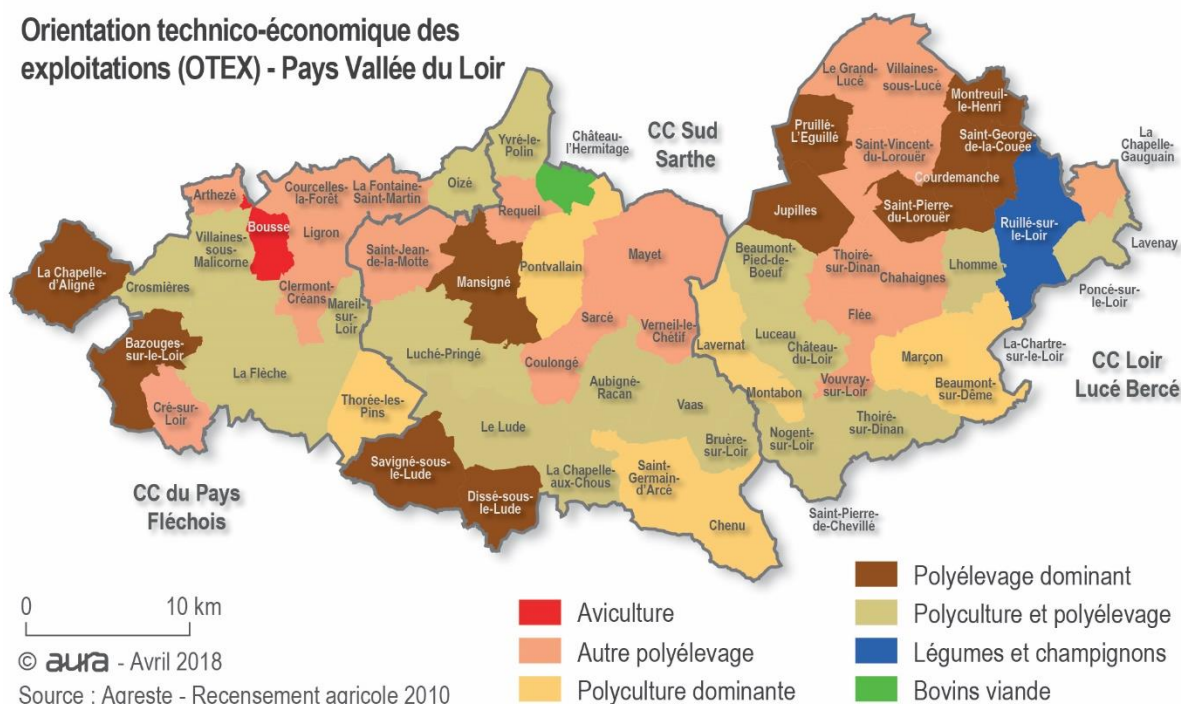 Orientation technico-économique des
exploitations (OTEX) - Pays Vallée du Loir
Le Grand-
Lucé
Villaines-
sous-Lucé
Montreuil-
le-Henri
Pruillé-
L'Eguillé
Saint-George-
de-la-Couée
La
Chapelle-
Gauguain
Saint-Vincent-
du-Lorouër
Courdemanche
Saint-Pierre-
du-Lorouër
Jupilles
Ruillé-sur-
le-Loir
Lavenay
Poncé-sur-
le-Loir
CC Sud
Sarthe
Château-
l'Hermitage
Yvré-le-
Polin
Oizé
Requeil
Arthezé
Courcelles-
la-Forêt
La Fontaine-
Saint-Martin
Bousse
Ligron
Villaines-
sous-
Malicorne
Saint-Jean-
de-la-Motte
La Chapelle-
d'Aligné
Crosmières
Clermont-
Créans
Mareil-
sur-
Loir
Mansigné
Pontvallain
Mayet
Beaumont-
Pied-de-
Boeuf
Thoiré-
sur-Dinan
Chahaignes
Lhomme
Sarcé
Verneil-le-
Chétif
Flée
Bazouges-
sur-le-Loir
La Flèche
Luché-Pringé
Coulongé
Lavernat
Luceau
Château-
du-Loir
Marçon
La-Chartre-
sur-le-Loir
CC Loir
Lucé Bercé
Cré-sur-
Loir
Thorée-les-
Pins
Aubigné-
Racan
Montabon
Vouvray-
sur-Loir
Beaumont-
sur-Dême
Le Lude
Vaas
Bruère-
sur-Loir
Nogent-
sur-Loir
Thoiré-
sur-Dinan
Savigné-sous-
le-Lude
Dissé-sous-
le-Lude
La Chapelle-
aux-Chous
Saint-
Germain-
d'Arcé
Chenu
Saint-Pierre-
de-Chevillé
CC du Pays
Fléchois
0 10 km
© aura - Avril 2018
Source : Agreste - Recensement agricole 2010
Aviculture
Autre polyélevage
Polyculture dominante
Polyélevage dominant
Polyculture et polyélevage
Légumes et champignons
Bovins viande